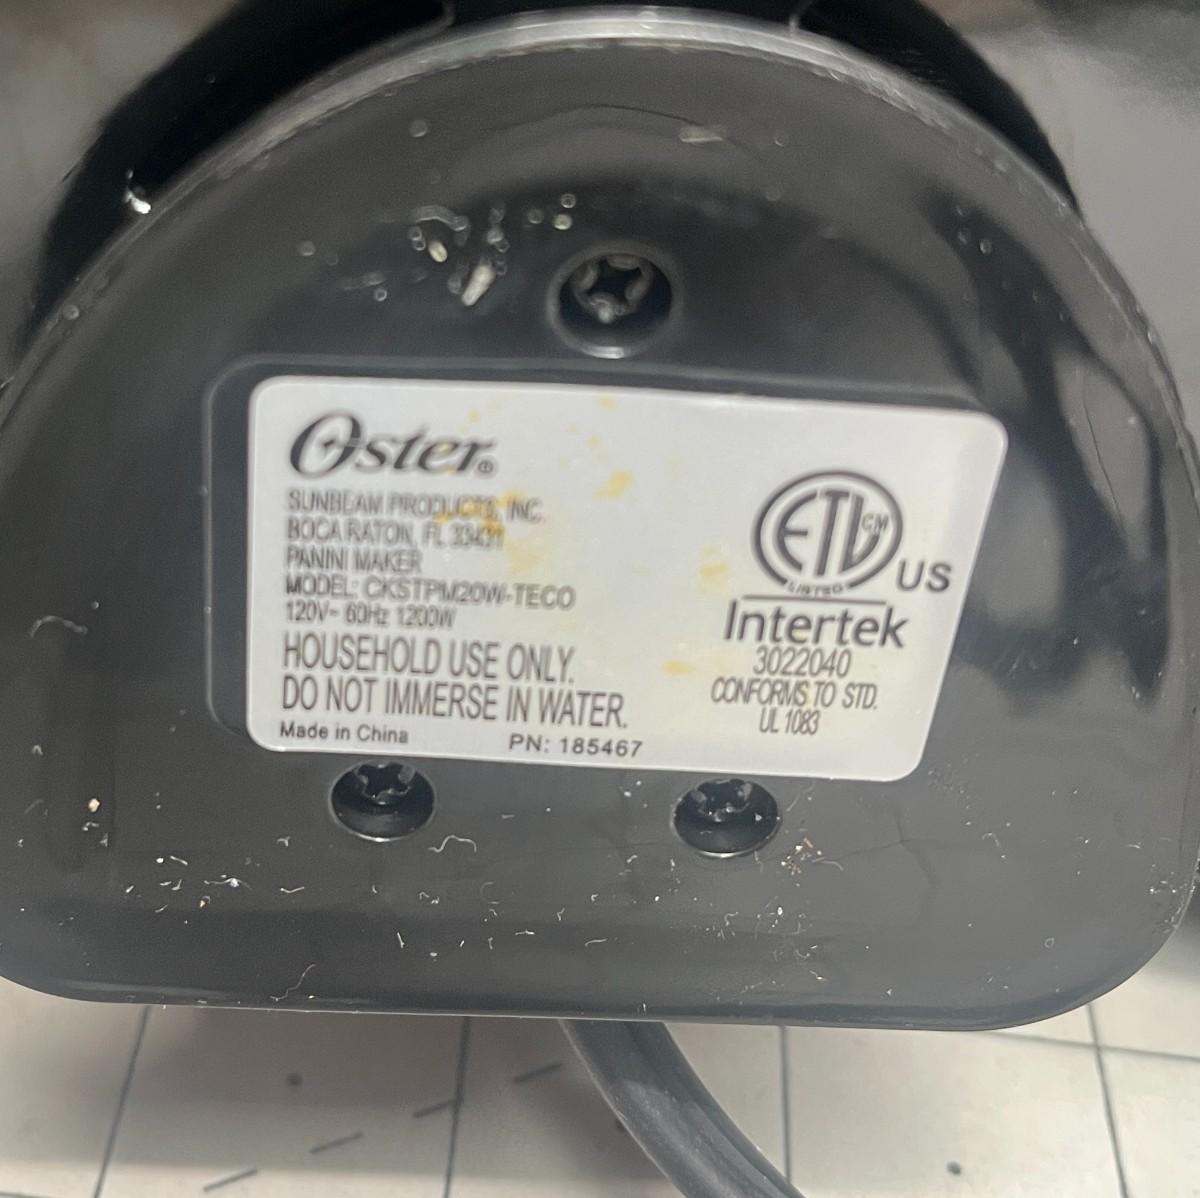 Oster®
SUNBEAM PRODUCTS, INC.
BOCA RATON, FL 33431
PANINI MAKER
MODEL: CKSTPM20W-TECO
120V~ 60Hz 1200W
HOUSEHOLD USE ONLY.
DO NOT IMMERSE IN WATER.
Made in China
PN: 185467
ETL CM
LISTED
US
Intertek
3022040
CONFORMS TO STD.
UL 1083